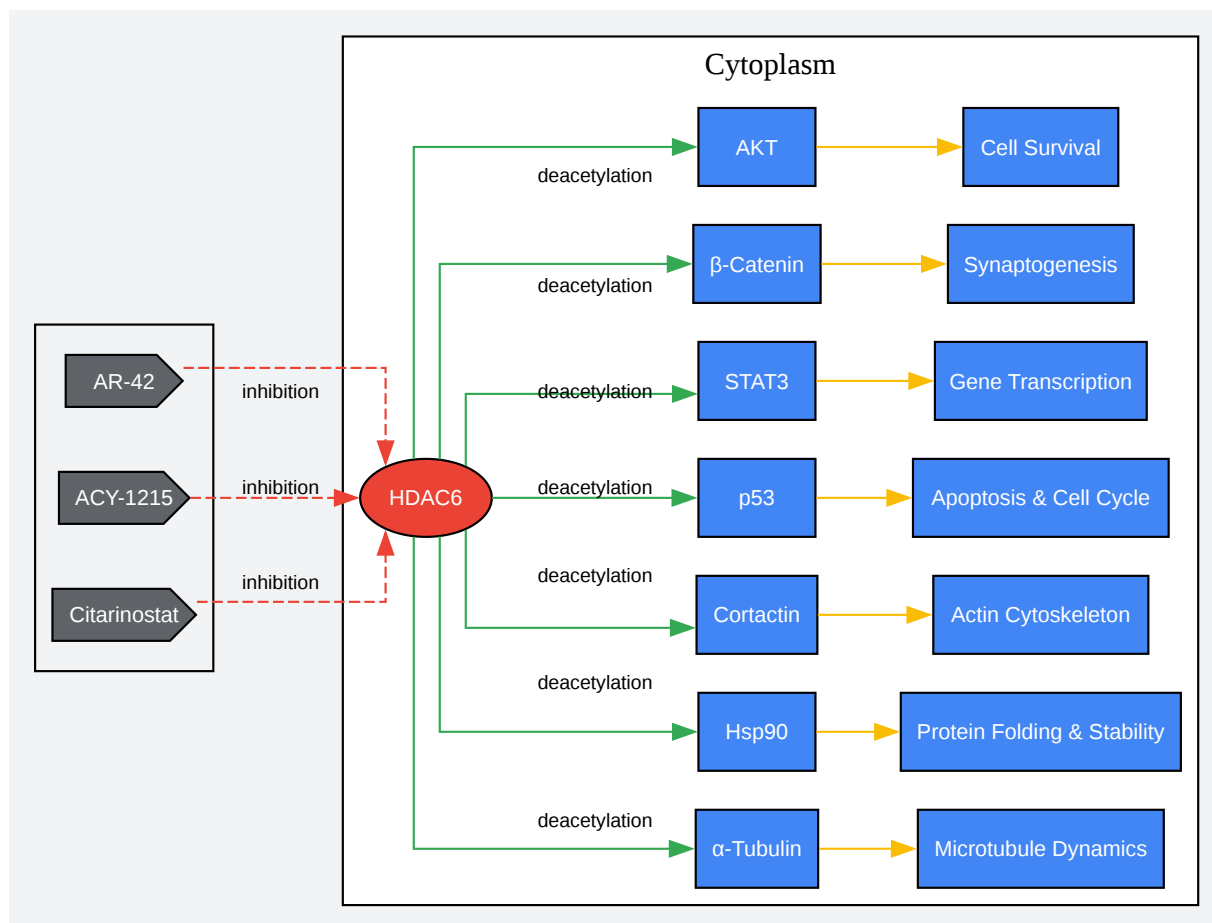 Cytoplasm
AKT
Cell Survival
deacetylation
β-Catenin
Synaptogenesis
deacetylation
AR-42
inhibition
deacetylation
STAT3
Gene Transcription
ACY-1215
inhibition
HDAC6
deacetylation
p53
Apoptosis & Cell Cycle
Citarinostat
inhibition
deacetylation
Cortactin
Actin Cytoskeleton
deacetylation
Hsp90
Protein Folding & Stability
deacetylation
α-Tubulin
Microtubule Dynamics